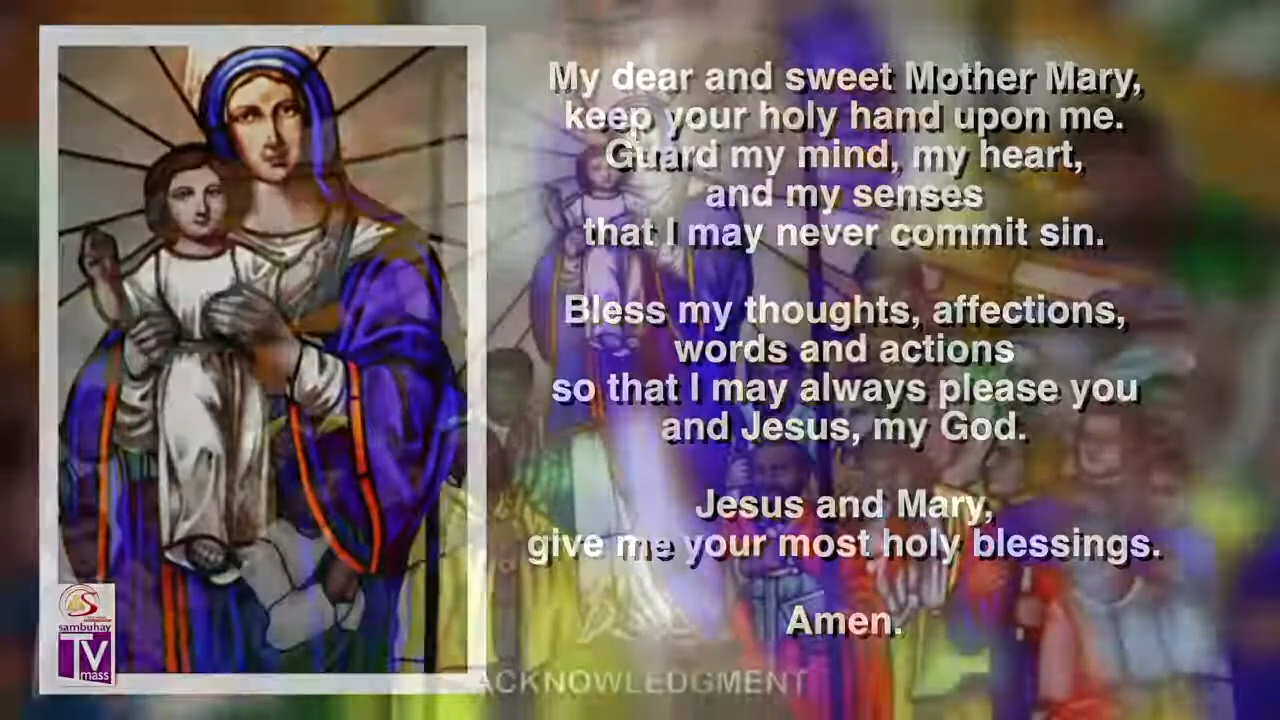 My dear and sweet Mother Mary,
keep your holy hand upon me.
Guard my mind, my heart,
and my senses
that I may never commit sin.
Bless my thoughts, affections,
words and actions
so that I may always please you
and Jesus, my God.
Jesus and Mary,
give me your most holy blessings.
Amen.
ACKNOWLEDGMENT
sambuhay
TV
mass